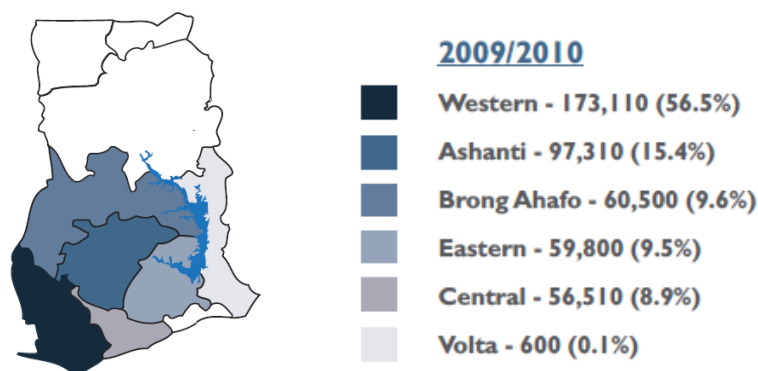 2009/2010
Western - 173,110 (56.5%)
Ashanti - 97,310 (15.4%)
Brong Ahafo - 60,500 (9.6%)
Eastern - 59,800 (9.5%)
Central - 56,510 (8.9%)
Volta - 600 (0.1%)